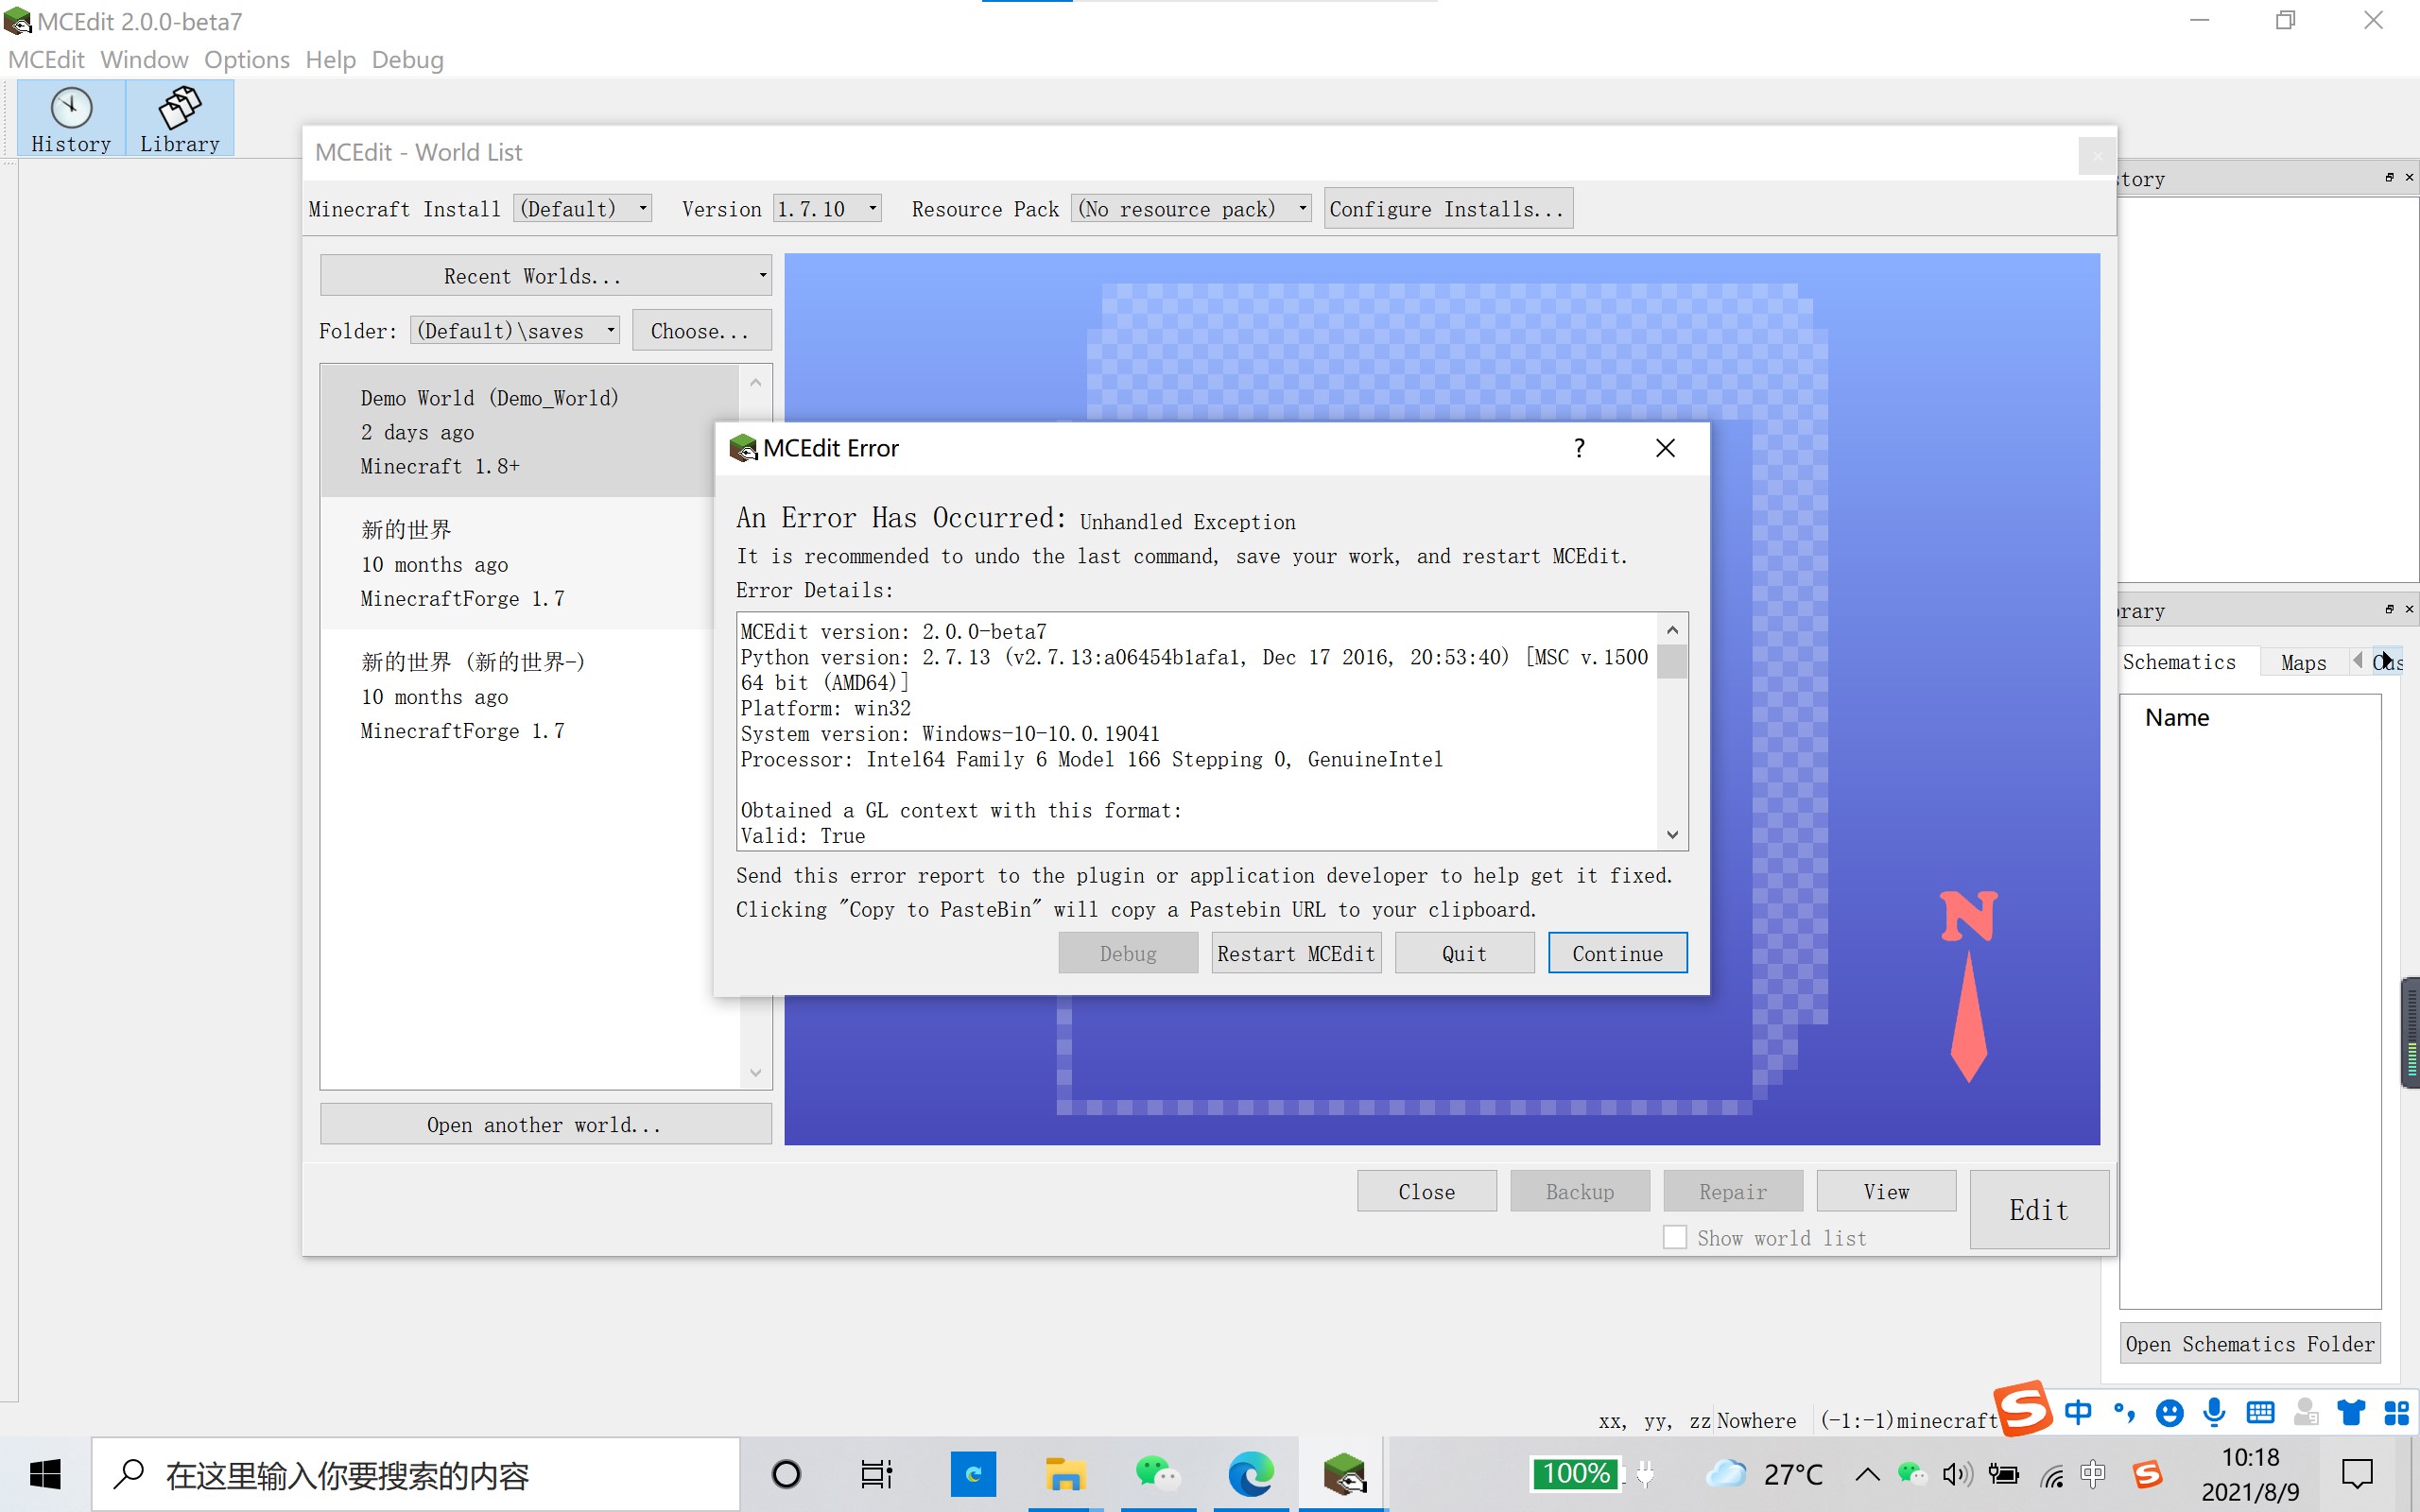 MCEdit 2.0.0-beta7
MCEdit Window Options Help Debug
History Library
MCEdit - World List
Minecraft Install (Default) Version 1.7.10 Resource Pack (No resource pack) Configure Installs...
Recent Worlds...
Folder: (Default)\saves Choose...
Demo World (Demo_World)
2 days ago
Minecraft 1.8+
新的世界
10 months ago
MinecraftForge 1.7
新的世界 (新的世界-)
10 months ago
MinecraftForge 1.7
Open another world...
MCEdit Error
?
An Error Has Occurred: Unhandled Exception
It is recommended to undo the last command, save your work, and restart MCEdit.
Error Details:
MCEdit version: 2.0.0-beta7
Python version: 2.7.13 (v2.7.13:a06454b1afa1, Dec 17 2016, 20:53:40) [MSC v.1500
64 bit (AMD64)]
Platform: win32
System version: Windows-10-10.0.19041
Processor: Intel64 Family 6 Model 166 Stepping 0, GenuineIntel
Obtained a GL context with this format:
Valid: True
Send this error report to the plugin or application developer to help get it fixed.
Clicking "Copy to PasteBin" will copy a Pastebin URL to your clipboard.
Debug Restart MCEdit Quit Continue
N
Close Backup Repair View Edit
Show world list
tory
rary
Schematics Maps
Name
Open Schematics Folder
xx, yy, zz Nowhere (-1:-1) minecraft
中
在这里输入你要搜索的内容
100%
27°C
中
10:18
2021/8/9